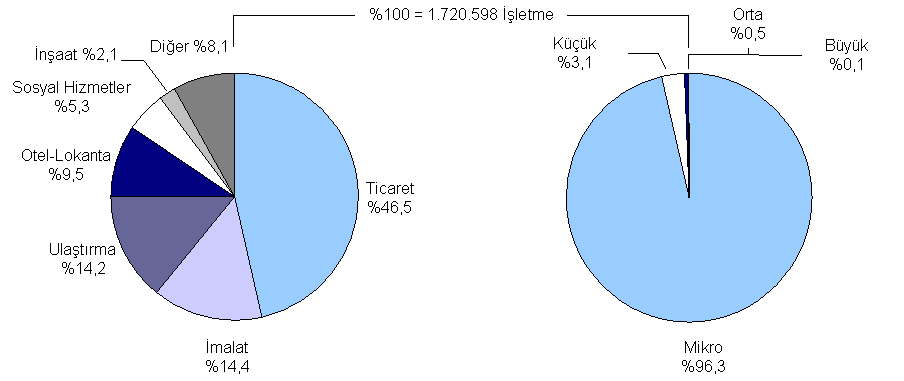 %100 = 1.720.598 İşletme
Diğer %8,1
İnşaat %2,1
Sosyal Hizmetler
%5,3
Otel-Lokanta
%9,5
Ulaştırma
%14,2
İmalat
%14,4
Ticaret
%46,5
Küçük
%3,1
Orta
%0,5
Büyük
%0,1
Mikro
%96,3